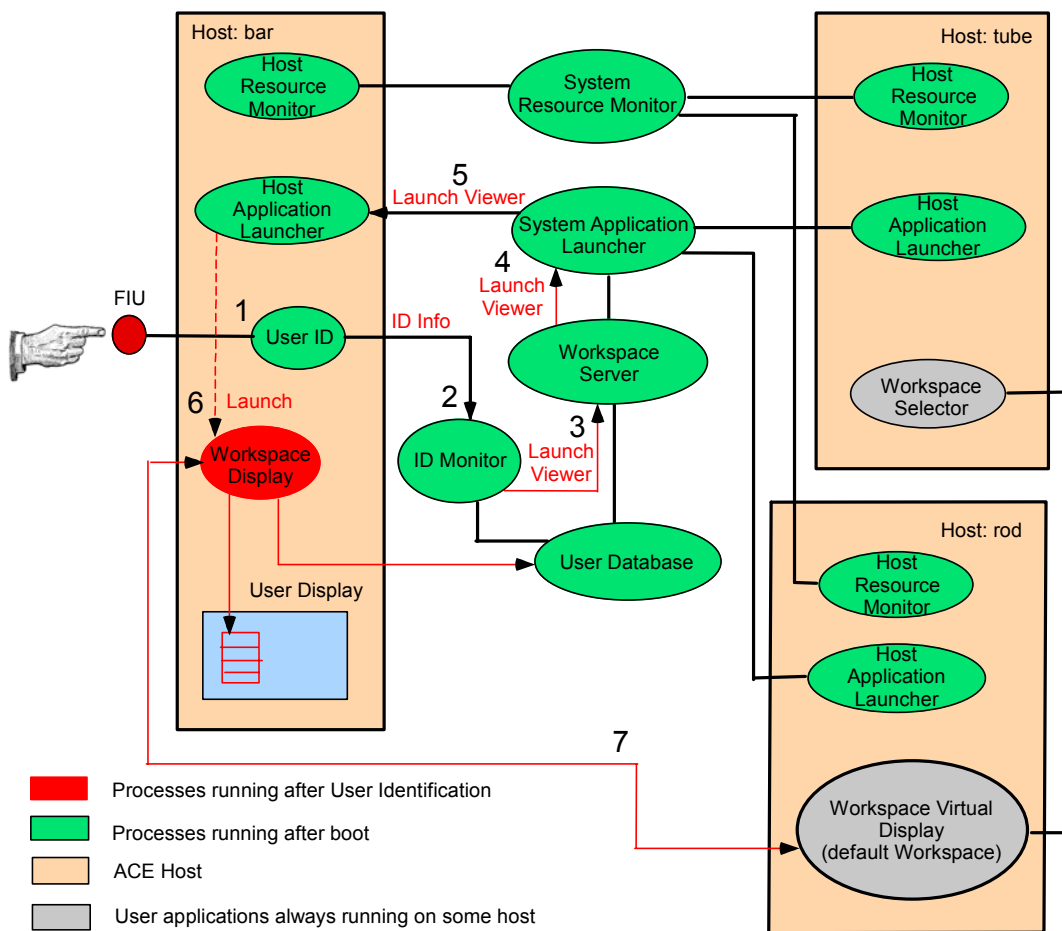 Host: bar
Host
Resource
Monitor
System
Resource Monitor
Host: tube
Host
Resource
Monitor
5
Launch Viewer
Host
Application
Launcher
System Application
Launcher
Host
Application
Launcher
4
Launch
Viewer
FIU
1
User ID
ID Info
Workspace
Server
Workspace
Selector
6
Launch
2
3
Workspace
Display
ID Monitor
Launch
Viewer
Host: rod
User Database
User Display
Host
Resource
Monitor
Host
Application
Launcher
7
Workspace Virtual
Display
(default Workspace)
Processes running after User Identification
Processes running after boot
ACE Host
User applications always running on some host